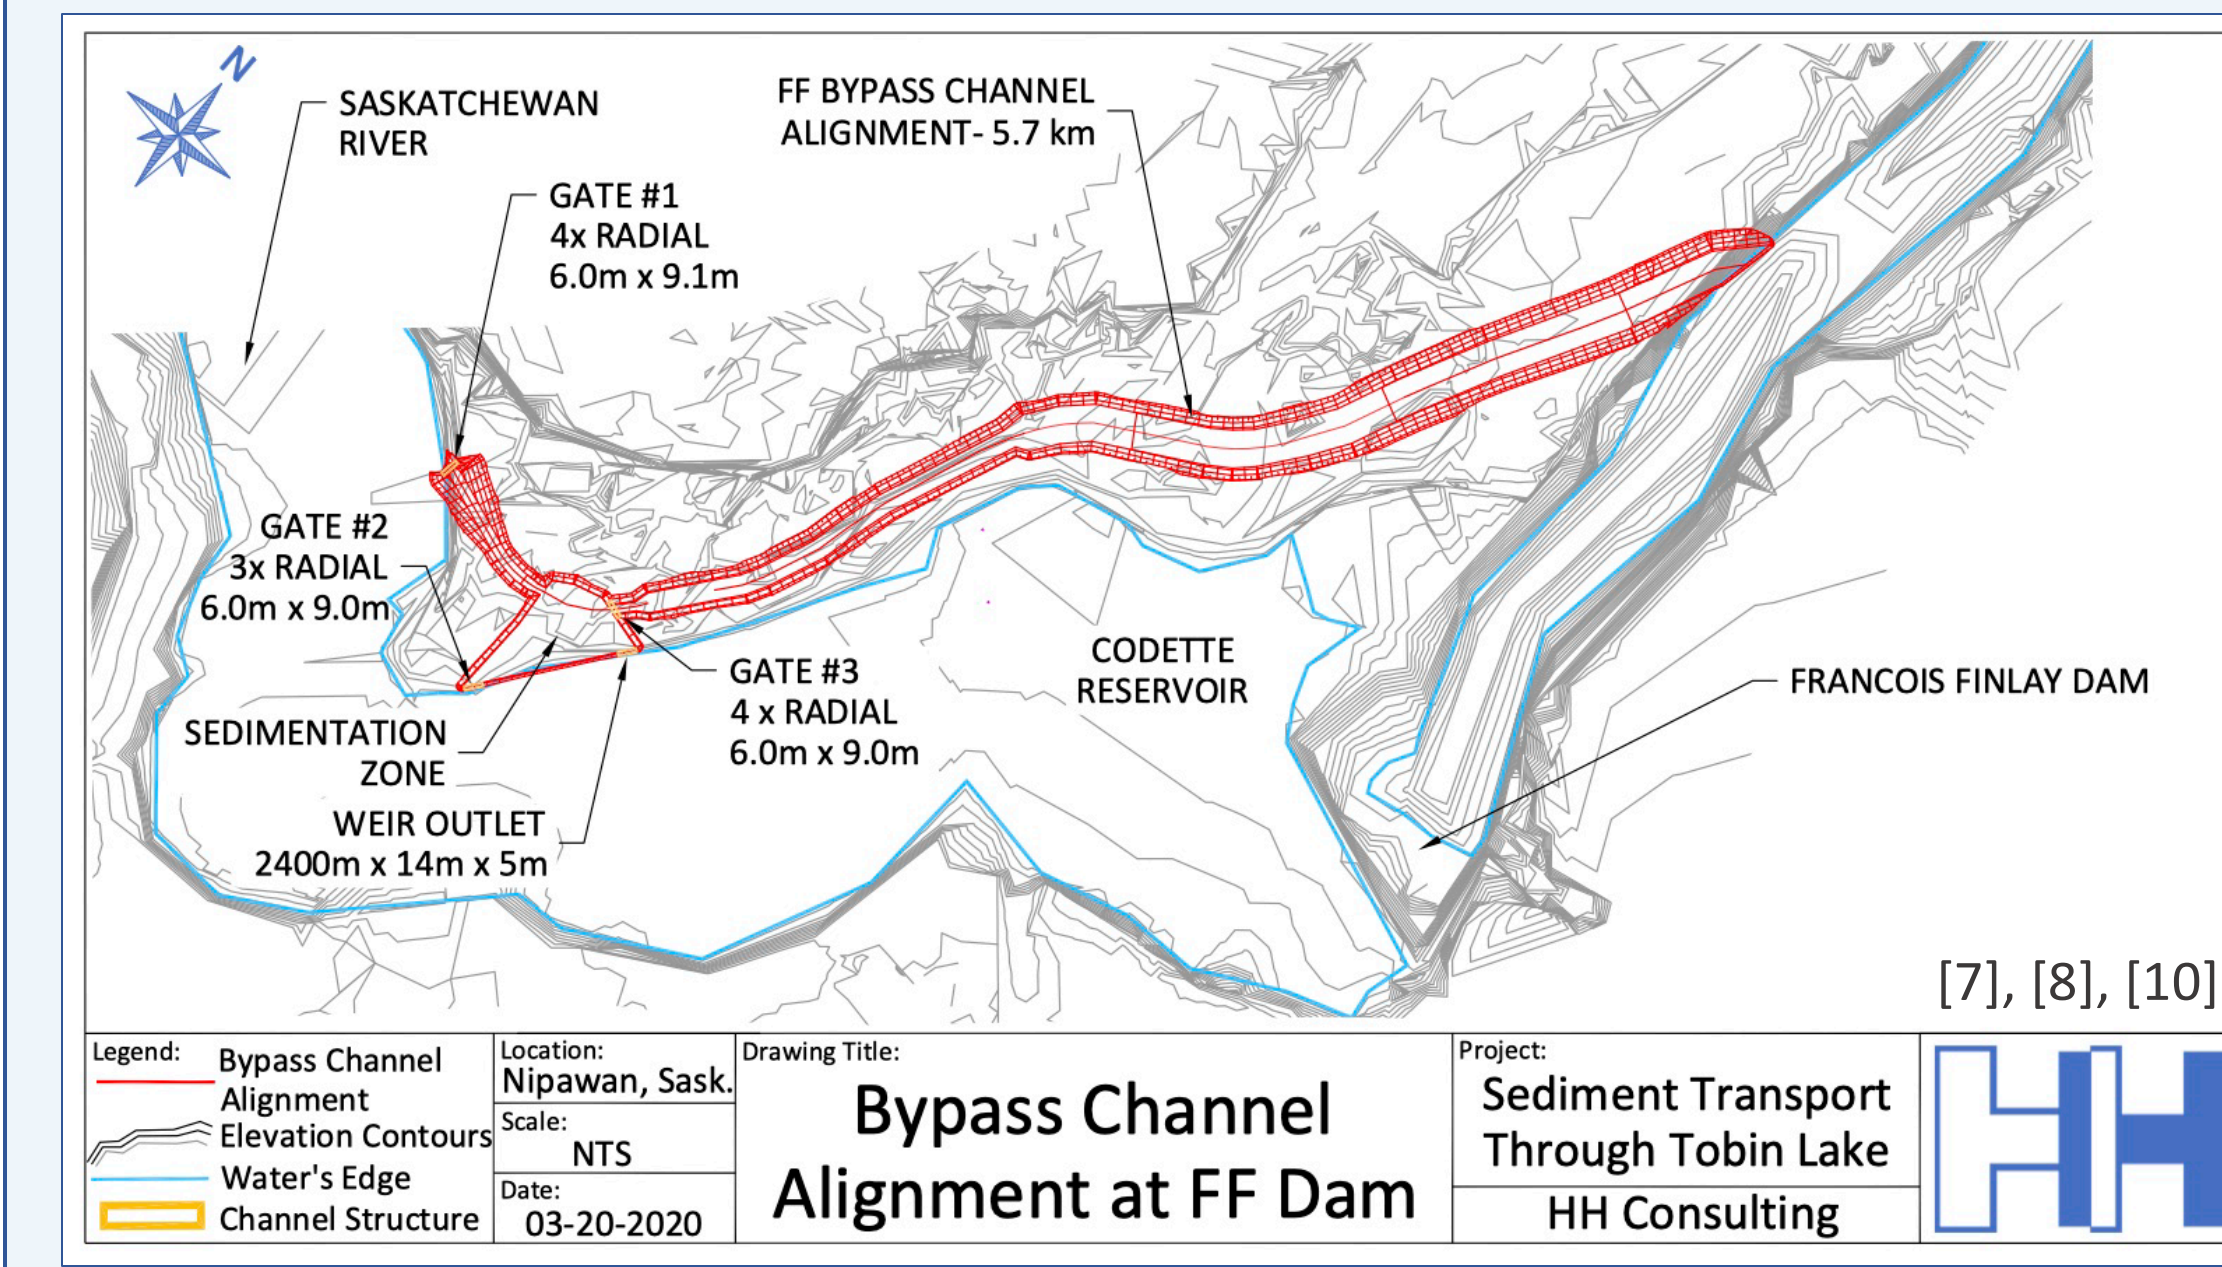 N
SASKATCHEWAN
RIVER
FF BYPASS CHANNEL
ALIGNMENT- 5.7 km
GATE #1
4x RADIAL
6.0m x 9.1m
GATE #2
3x RADIAL
6.0m x 9.0m
SEDIMENTATION
ZONE
WEIR OUTLET
2400m x 14m x 5m
GATE #3
4 x RADIAL
6.0m x 9.0m
CODETTE
RESERVOIR
FRANCOIS FINLAY DAM
[7], [8], [10]
Legend:
Bypass Channel
Alignment
Elevation Contours
Water's Edge
Channel Structure
Location:
Nipawan, Sask.
Scale:
NTS
Date:
03-20-2020
Drawing Title:
Bypass Channel
Alignment at FF Dam
Project:
Sediment Transport
Through Tobin Lake
HH Consulting
HH